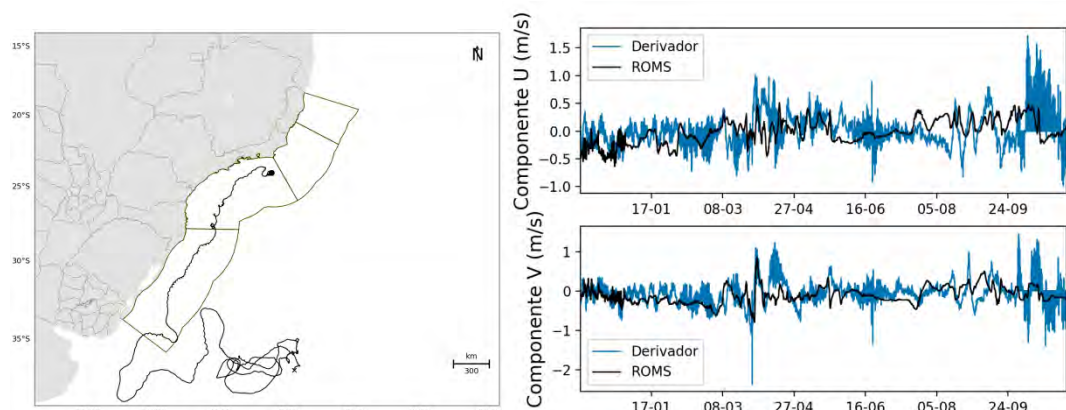 15°S
20°S
25°S
30°S
35°S
N
km
300
Componente U (m/s)
1.5
1.0
0.5
0.0
−0.5
−1.0
Derivador
ROMS
17-01
08-03
27-04
16-06
05-08
24-09
Componente V (m/s)
1
0
−1
−2
Derivador
ROMS
17-01
08-03
27-04
16-06
05-08
24-09